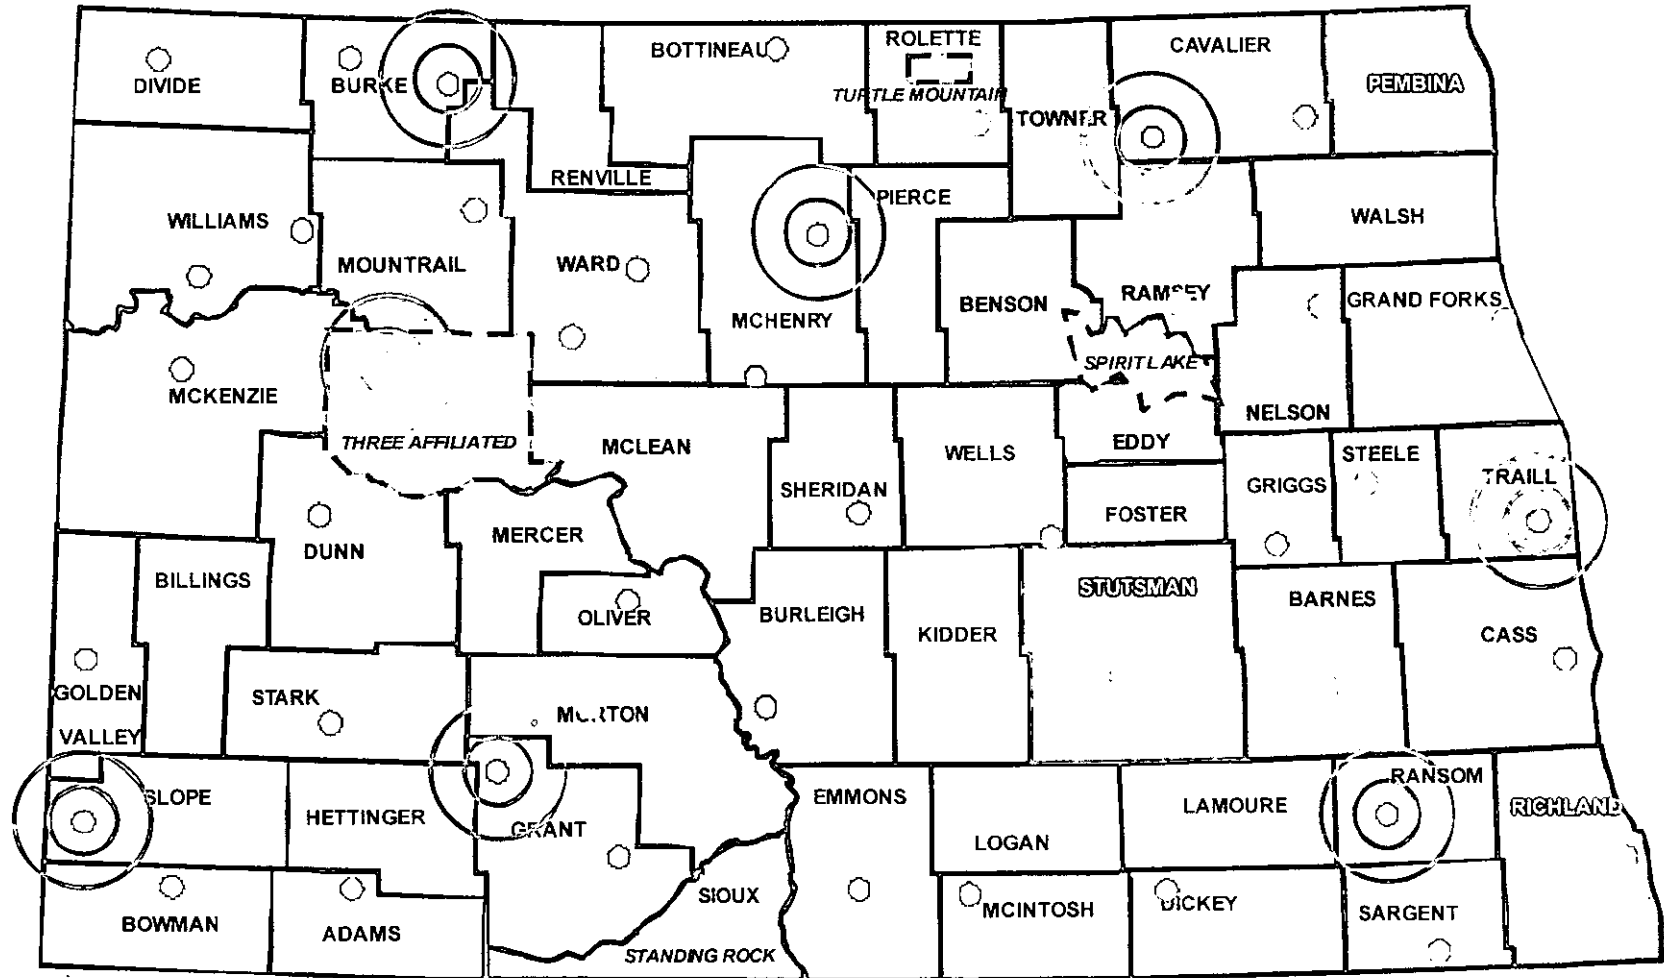 ROLETTE
CAVALIER
BOTTINEAU
DIVIDE
BURKE
PEMBINA
TURTLE MOUNTAIN
TOWNER
RENVILLE
PIERCE
WILLIAMS
WALSH
MOUNTRAIL
WARD
BENSON
RAMSEY
GRAND FORKS
MCHENRY
SPIRIT LAKE
MCKENZIE
NELSON
THREE AFFILIATED
MCLEAN
EDDY
WELLS
STEELE
TRAILL
SHERIDAN
GRIGGS
FOSTER
MERCER
DUNN
BILLINGS
STUTSMAN
BARNES
OLIVER
BURLEIGH
KIDDER
CASS
GOLDEN
VALLEY
STARK
MORTON
SLOPE
EMMONS
RANSOM
HETTINGER
GRANT
LAMOURE
RICHLAND
LOGAN
SIOUX
MCINTOSH
DICKEY
SARGENT
BOWMAN
ADAMS
STANDING ROCK